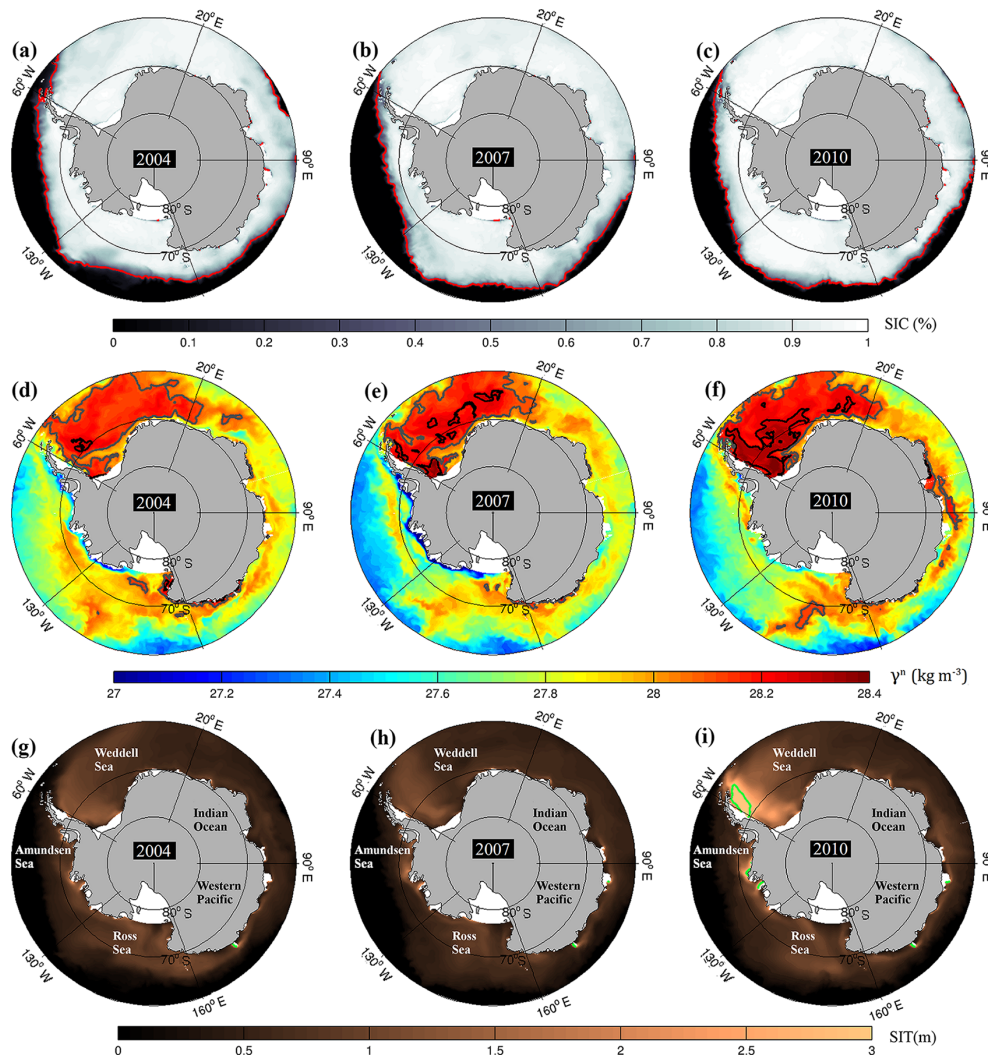 (a)
20° E
60° W
2004
90° E
80° S
70° S
130° W
(b)
20° E
60° W
2007
90° E
80° S
70° S
130° W
(c)
20° E
60° W
2010
90° E
80° S
70° S
130° W
0 0.1 0.2 0.3 0.4 0.5 0.6 0.7 0.8 0.9 1
SIC (%)
(d)
20° E
60° W
2004
90° E
80° S
70° S
130° W
(e)
20° E
60° W
2007
90° E
80° S
70° S
130° W
(f)
20° E
60° W
2010
90° E
80° S
70° S
130° W
27 27.2 27.4 27.6 27.8 28 28.2 28.4
γⁿ (kg m⁻³)
(g)
20° E
Weddell
Sea
60° W
Indian
Ocean
Amundsen
Sea
2004
90° E
Western
Pacific
80° S
Ross
Sea
70° S
130° W
160° E
(h)
20° E
Weddell
Sea
60° W
Indian
Ocean
Amundsen
Sea
2007
90° E
Western
Pacific
80° S
Ross
Sea
70° S
130° W
160° E
(i)
20° E
Weddell
Sea
60° W
Indian
Ocean
Amundsen
Sea
2010
90° E
Western
Pacific
80° S
Ross
Sea
70° S
130° W
160° E
0 0.5 1 1.5 2 2.5 3
SIT(m)